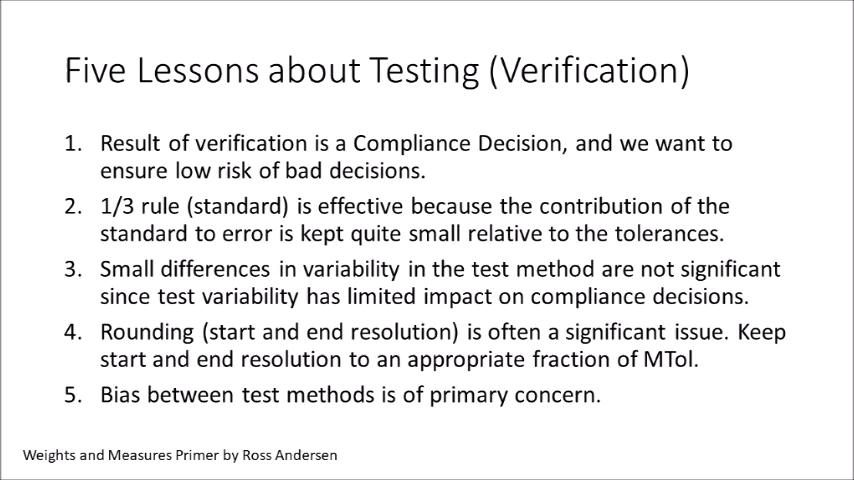 Five Lessons about Testing (Verification)
1. Result of verification is a Compliance Decision, and we want to
ensure low risk of bad decisions.
2. 1/3 rule (standard) is effective because the contribution of the
standard to error is kept quite small relative to the tolerances.
3. Small differences in variability in the test method are not significant
since test variability has limited impact on compliance decisions.
4. Rounding (start and end resolution) is often a significant issue. Keep
start and end resolution to an appropriate fraction of MTol.
5. Bias between test methods is of primary concern.
Weights and Measures Primer by Ross Andersen